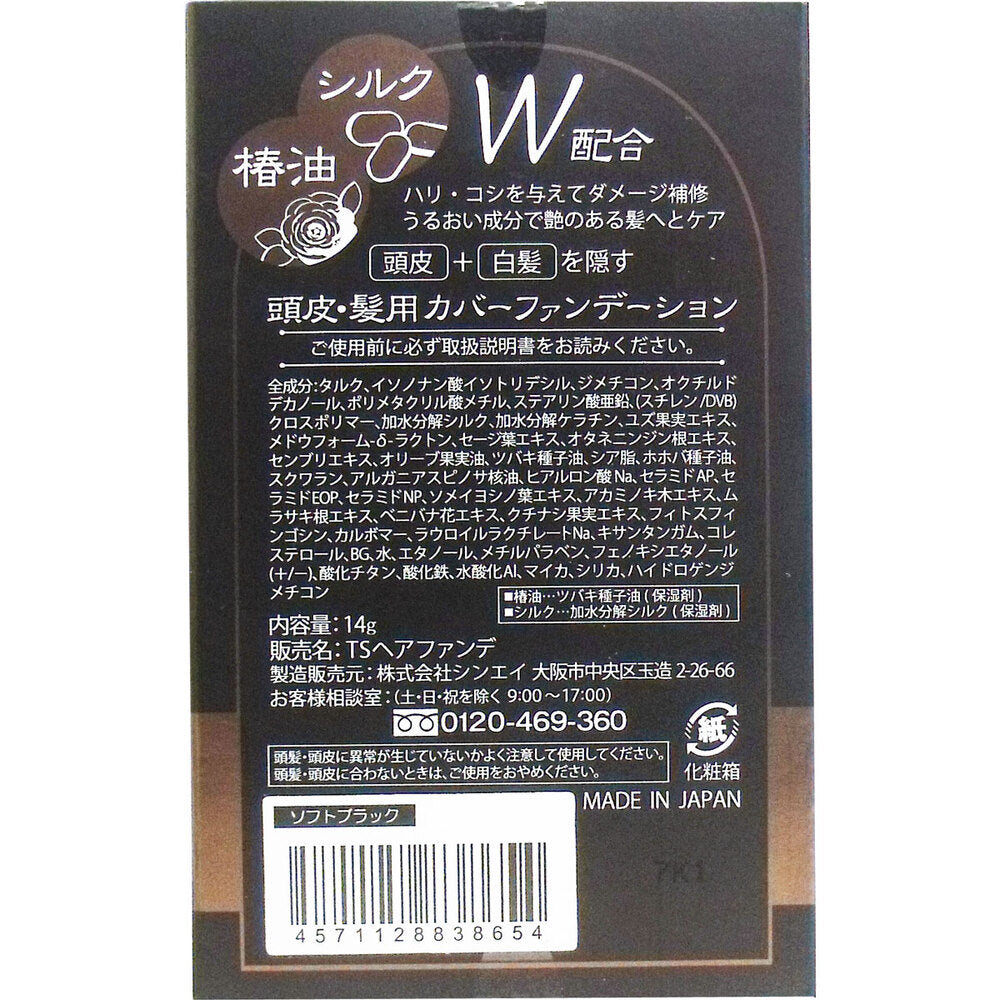 シルク
椿油
W配合
ハリ・コシを与えてダメージ補修
うるおい成分で艶のある髪へとケア
頭皮+白髪を隠す
頭皮・髪用カバーファンデーション
ご使用前に必ず取扱説明書をお読みください。
全成分:タルク、イソノナン酸イソトリデシル、ジメチコン、オクチルド
デカノール、ポリメタクリル酸メチル、ステアリン酸亜鉛、(スチレン/DVB)
クロスポリマー、加水分解シルク、加水分解ケラチン、ユズ果実エキス、
メドウフォーム-δ-ラクトン、セージ葉エキス、オタネニンジン根エキス、
センブリエキス、オリーブ果実油、ツバキ種子油、シア脂、ホホバ種子油、
スクワラン、アルガニアスピノサ核油、ヒアルロン酸Na、セラミドAP、セ
ラミドEOP、セラミドNP、ソメイヨシノ葉エキス、アカミノキ木エキス、ム
ラサキ根エキス、ベニバナ花エキス、クチナシ果実エキス、フィトスフィ
ンゴシン、カルボマー、ラウロイルラクチレートNa、キサンタンガム、コレ
ステロール、BG、水、エタノール、メチルパラベン、フェノキシエタノール
(+/-)、酸化チタン、酸化鉄、水酸化Al、マイカ、シリカ、ハイドロゲンジ
メチコン
■椿油…ツバキ種子油(保湿剤)
■シルク…加水分解シルク(保湿剤)
内容量:14g
販売名:TSヘアファンデ
製造販売元:株式会社シンエイ 大阪市中央区玉造2-26-66
お客様相談室:(土・日・祝を除く 9:00〜17:00)
0120-469-360
紙
化粧箱
頭髪・頭皮に異常が生じていないかよく注意して使用してください。
頭髪・頭皮に合わないときは、ご使用をおやめください。
MADE IN JAPAN
ソフトブラック
7K1
4571128838654